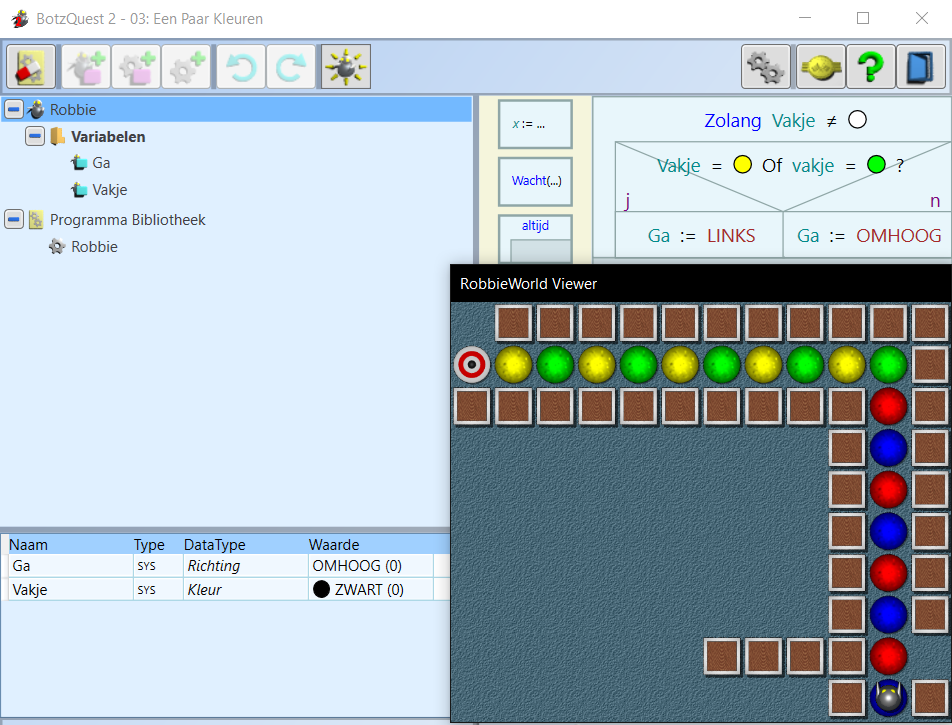 BotzQuest 2 - 03: Een Paar Kleuren
Robbie
Variabelen
Ga
Vakje
Programma Bibliotheek
Robbie
x := ...
Wacht(...)
altijd
Zolang Vakje ≠
Vakje = Of vakje = ?
j n
Ga := LINKS Ga := OMHOOG
RobbieWorld Viewer
Naam Type DataType Waarde
Ga SYS Richting OMHOOG (0)
Vakje SYS Kleur ZWART (0)